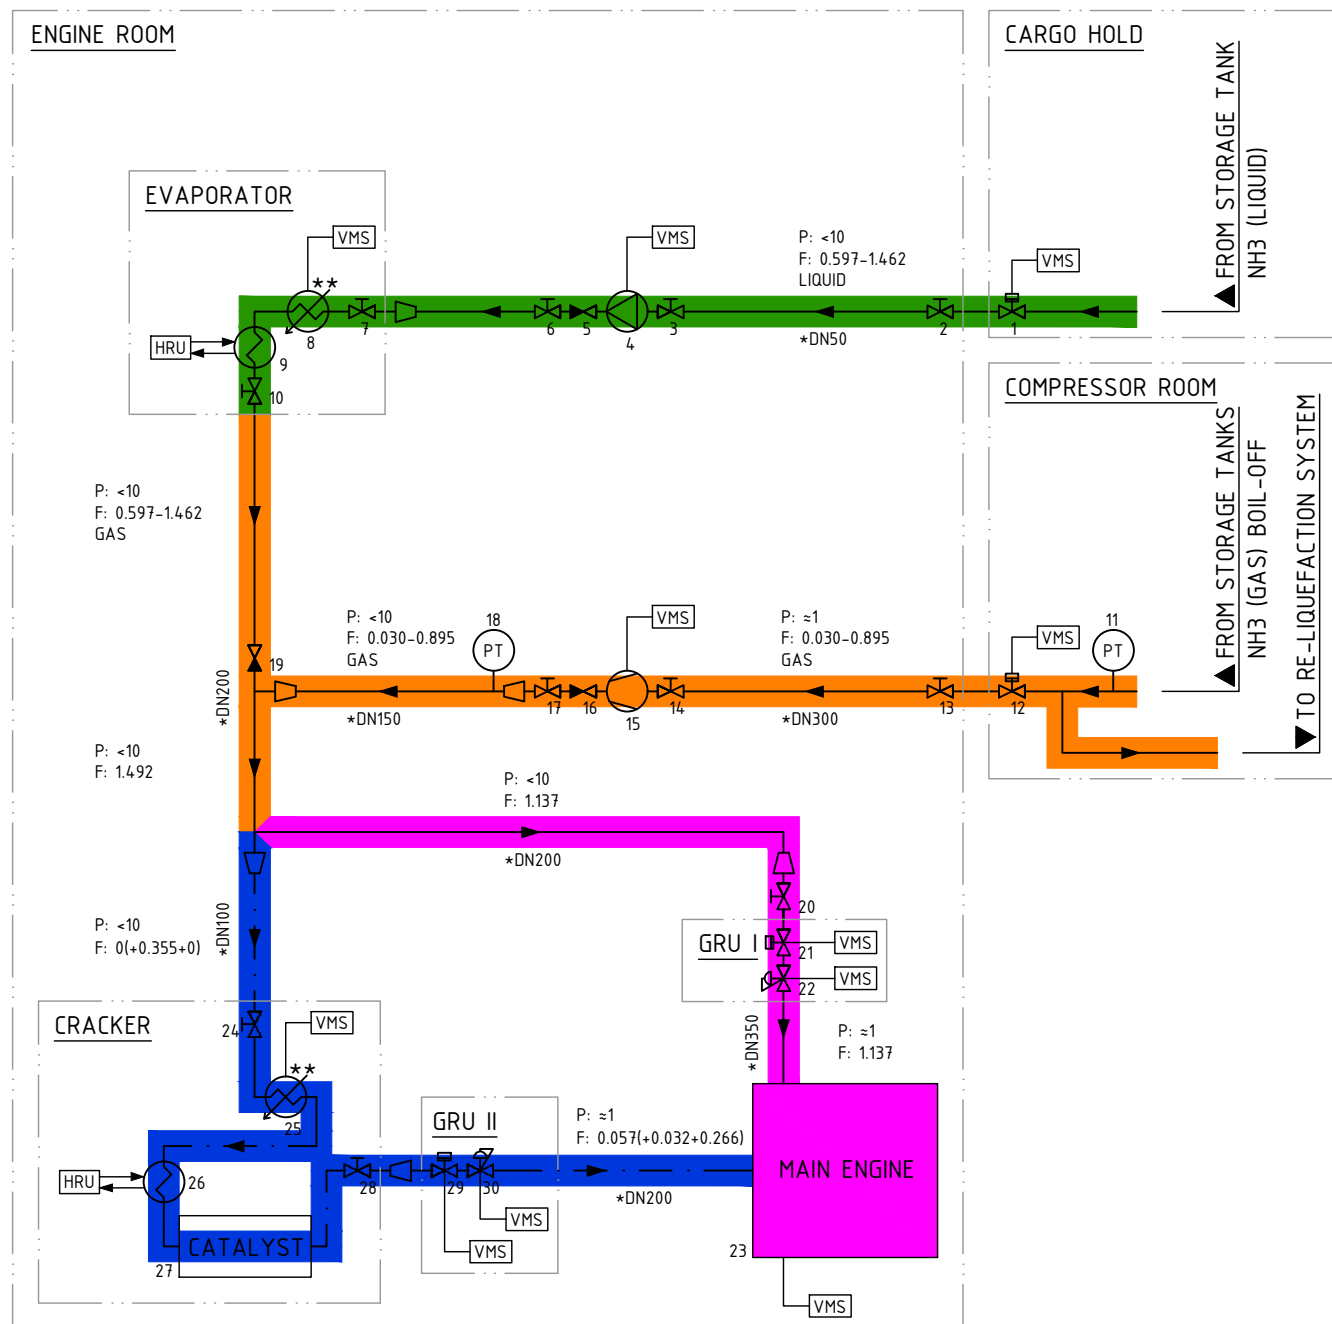 ENGINE ROOM
CARGO HOLD
FROM STORAGE TANK
NH3 (LIQUID)
EVAPORATOR
VMS
VMS
P: <10
F: 0.597-1.462
LIQUID
VMS
**
8
7
6
5
4
3
*DN50
2
1
HRU
9
10
COMPRESSOR ROOM
FROM STORAGE TANKS
NH3 (GAS) BOIL-OFF
TO RE-LIQUEFACTION SYSTEM
P: <10
F: 0.597-1.462
GAS
P: <10
F: 0.030-0.895
GAS
18
PT
VMS
P: ≈1
F: 0.030-0.895
GAS
VMS
11
PT
*DN200
19
*DN150
17
16
15
14
*DN300
13
12
P: <10
F: 1.492
P: <10
F: 1.137
*DN200
P: <10
F: 0(+0.355+0)
*DN100
20
GRU I
21
VMS
22
VMS
CRACKER
24
VMS
**
25
*DN350
P: ≈1
F: 1.137
GRU II
P: ≈1
F: 0.057(+0.032+0.266)
HRU
26
28
29
30
*DN200
MAIN ENGINE
VMS
VMS
CATALYST
27
23
VMS